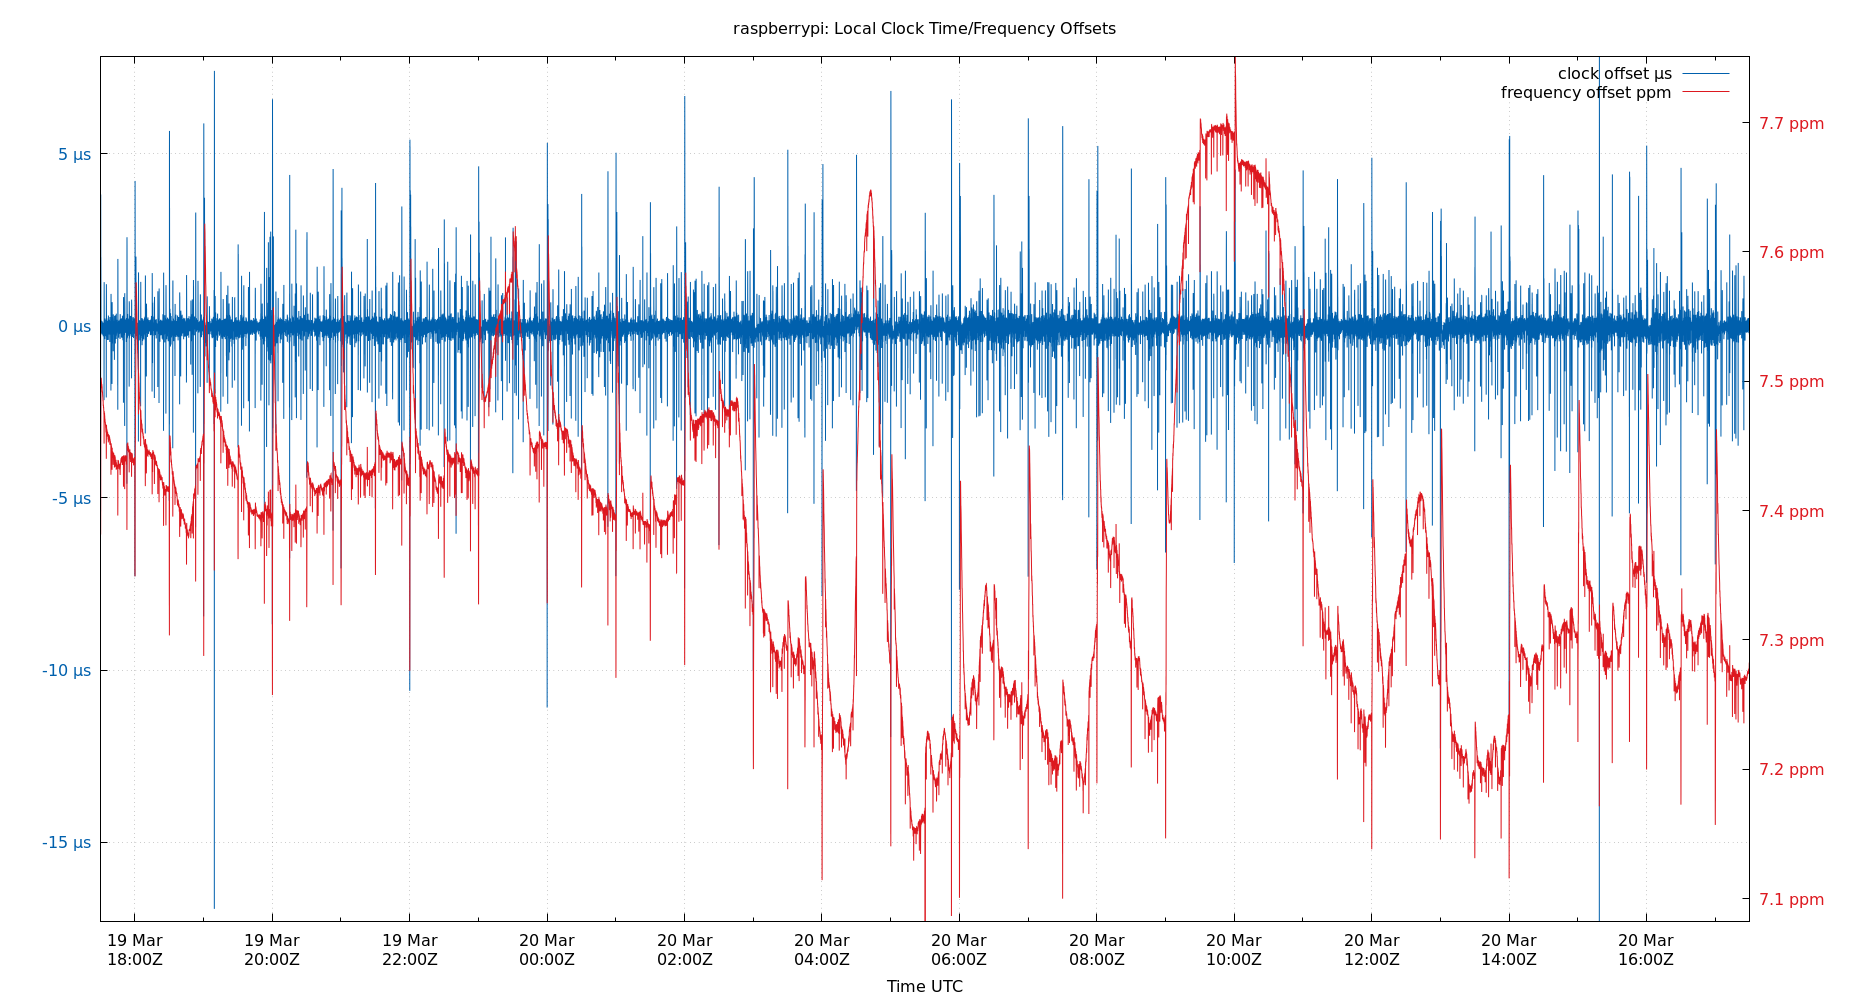 raspberrypi: Local Clock Time/Frequency Offsets
clock offset µs
frequency offset ppm
5 µs
0 µs
-5 µs
-10 µs
-15 µs
7.7 ppm
7.6 ppm
7.5 ppm
7.4 ppm
7.3 ppm
7.2 ppm
7.1 ppm
19 Mar 19 Mar 19 Mar 20 Mar 20 Mar 20 Mar 20 Mar 20 Mar 20 Mar 20 Mar 20 Mar 20 Mar
18:00Z 20:00Z 22:00Z 00:00Z 02:00Z 04:00Z 06:00Z 08:00Z 10:00Z 12:00Z 14:00Z 16:00Z
Time UTC